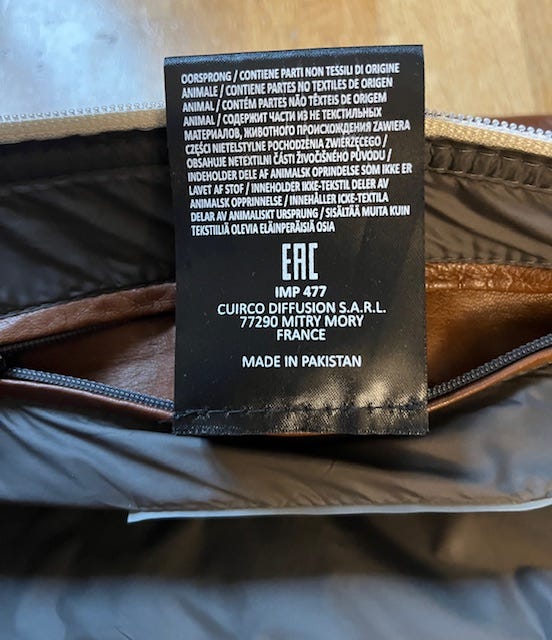 OORSPRONG / CONTIENE PARTI NON TESSILI DI ORIGINE
ANIMALE / CONTIENE PARTES NO TEXTILES DE ORIGEN
ANIMAL / CONTÉM PARTES NÃO TÊXTEIS DE ORIGEM
ANIMAL / СОДЕРЖИТ ЧАСТИ ИЗ НЕ ТЕКСТИЛЬНЫХ
МАТЕРИАЛОВ, ЖИВОТНОГО ПРОИСХОЖДЕНИЯ ZAWIERA
CZĘŚCI NIETELSTYLNE POCHODZĖNIA ZWIERZĘCEGO /
OBSAHUJE NETEXTILNÍ ČÁSTI ŽIVOČIŠNÉHO PŮVODU /
INDEHOLDER DELE AF ANIMALSK OPRINDELSE SOM IKKE ER
LAVET AF STOF / INNEHOLDER IKKE-TEKSTIL DELER AV
ANIMALSK OPPRINNELSE / INNEHÅLLER ICKE-TEXTILA
DELAR AV ANIMALISKT URSPRUNG / SISÄLTÄÄ MUITA KUIN
TEKSTIILIÄ OLEVIA ELÄINPERÄISIÄ OSIA
EAC
IMP 477
CUIRCO DIFFUSION S.A.R.L.
77290 MITRY MORY
FRANCE
MADE IN PAKISTAN